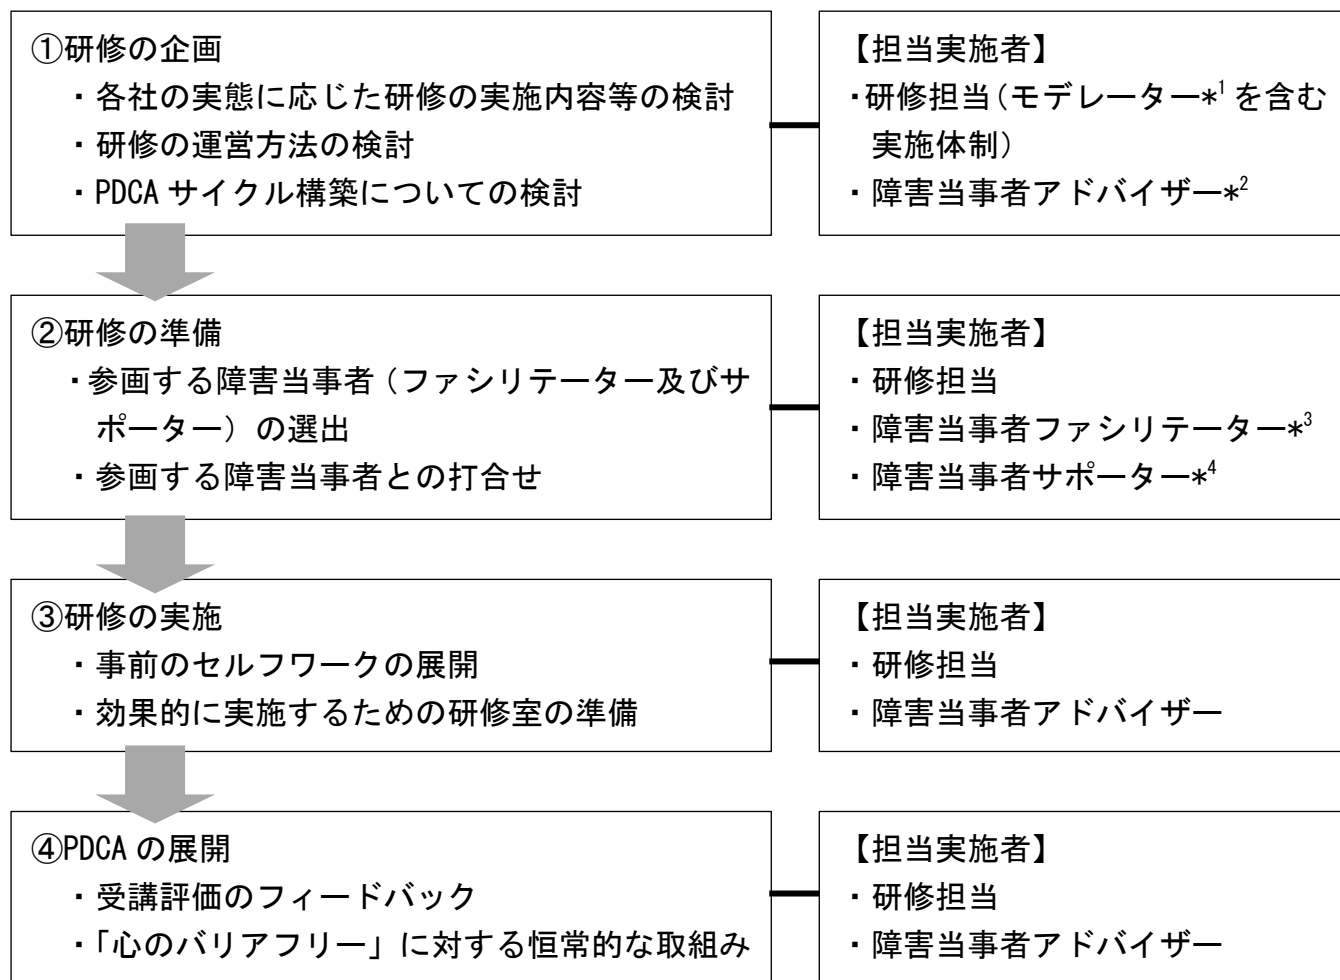 ①研修の企画
・各社の実態に応じた研修の実施内容等の検討
・研修の運営方法の検討
・PDCA サイクル構築についての検討
【担当実施者】
・研修担当(モデレーター*1 を含む
実施体制)
・障害当事者アドバイザー*2
②研修の準備
・参画する障害当事者(ファシリテーター及びサ
ポーター)の選出
・参画する障害当事者との打合せ
【担当実施者】
・研修担当
・障害当事者ファシリテーター*3
・障害当事者サポーター*4
③研修の実施
・事前のセルフワークの展開
・効果的に実施するための研修室の準備
【担当実施者】
・研修担当
・障害当事者アドバイザー
④PDCA の展開
・受講評価のフィードバック
・「心のバリアフリー」に対する恒常的な取組み
【担当実施者】
・研修担当
・障害当事者アドバイザー